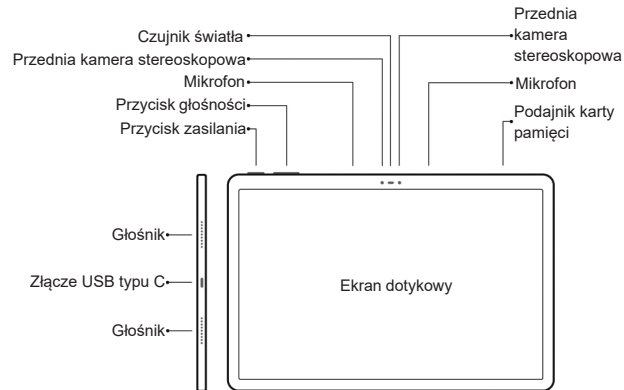 Czujnik światła
Przednia kamera stereoskopowa
Mikrofon
Przycisk głośności
Przycisk zasilania
Przednia
kamera
stereoskopowa
Mikrofon
Podajnik karty
pamięci
Głośnik
Złącze USB typu C
Głośnik
Ekran dotykowy